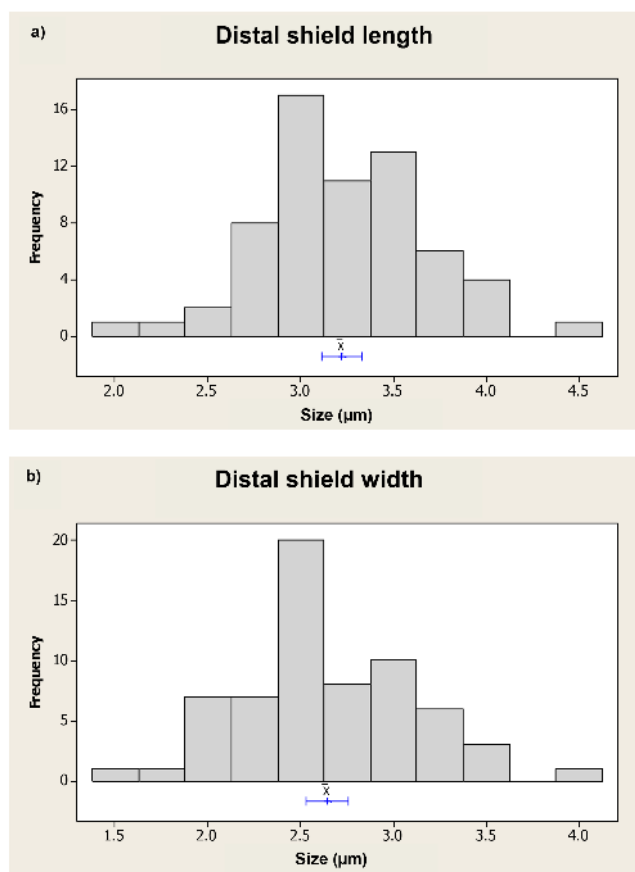 a)
Distal shield length
16
12
8
4
0
Frequency
x̄
2.0 2.5 3.0 3.5 4.0 4.5
Size (µm)
b)
Distal shield width
20
15
10
5
0
Frequency
x̄
1.5 2.0 2.5 3.0 3.5 4.0
Size (µm)